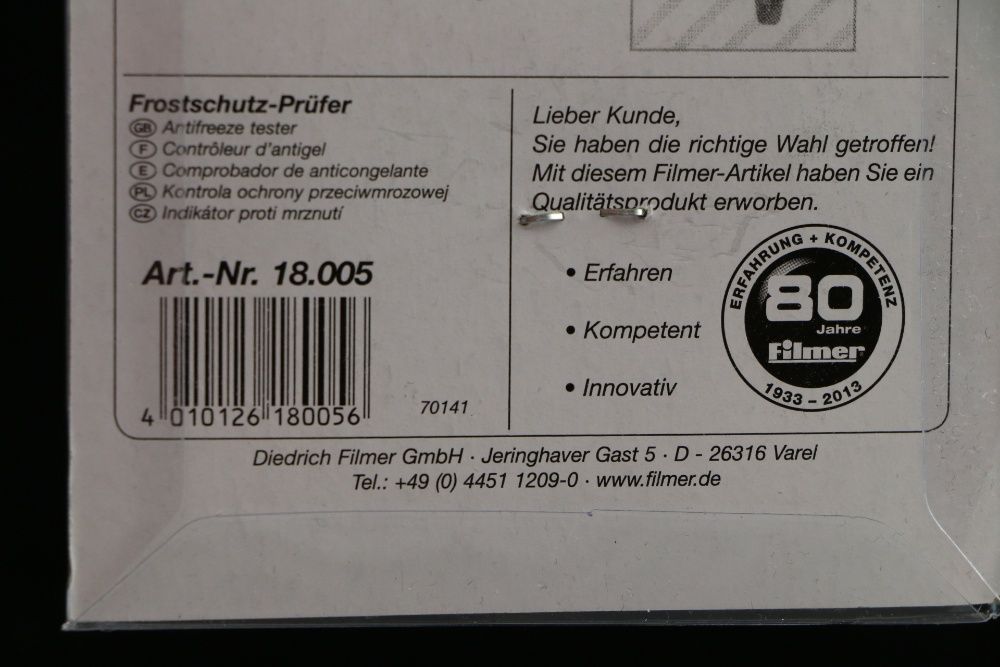 Frostschutz-Prüfer
GB Antifreeze tester
F Contrôleur d'antigel
E Comprobador de anticongelante
PL Kontrola ochrony przeciwmrozowej
CZ Indikátor proti mrznutí
Art.-Nr. 18.005
4 010126 180056
70141
Lieber Kunde,
Sie haben die richtige Wahl getroffen!
Mit diesem Filmer-Artikel haben Sie ein
Qualitätsprodukt erworben.
• Erfahren
• Kompetent
• Innovativ
ERFAHRUNG + KOMPETENZ
80
Jahre
Filmer
1933 – 2013
Diedrich Filmer GmbH · Jeringhaver Gast 5 · D - 26316 Varel
Tel.: +49 (0) 4451 1209-0 · www.filmer.de